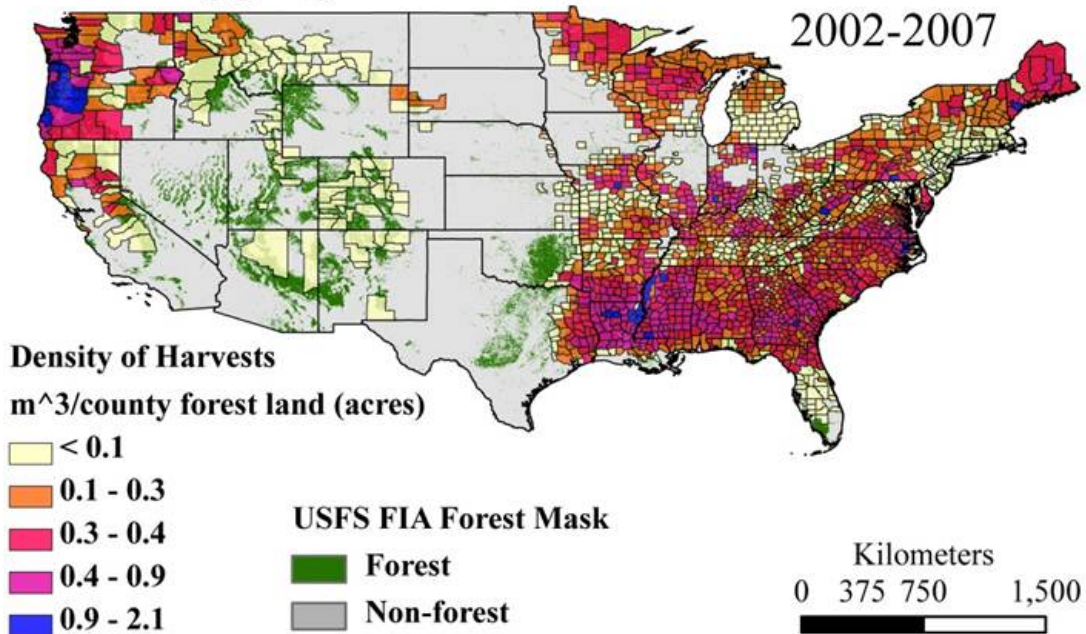 2002-2007
Density of Harvests
m^3/county forest land (acres)
< 0.1
0.1 - 0.3
0.3 - 0.4
0.4 - 0.9
0.9 - 2.1
USFS FIA Forest Mask
Forest
Non-forest
Kilometers
0 375 750 1,500